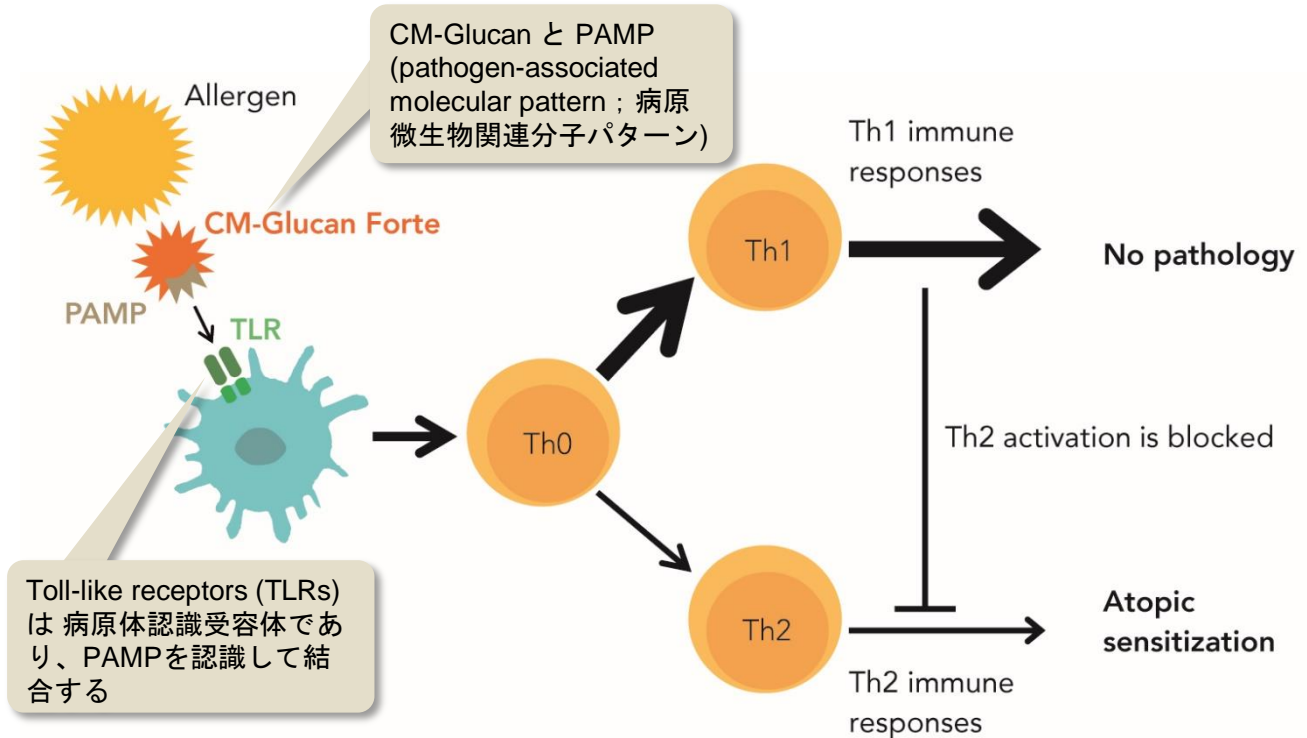 CM-Glucan と PAMP
(pathogen-associated
molecular pattern；病原
微生物関連分子パターン)
Allergen
CM-Glucan Forte
PAMP
TLR
Toll-like receptors (TLRs)
は 病原体認識受容体であ
り、PAMPを認識して結
合する
Th0
Th1
Th1 immune
responses
No pathology
Th2 activation is blocked
Th2
Th2 immune
responses
Atopic
sensitization